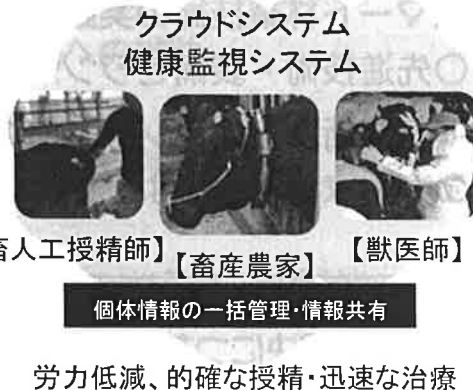 クラウドシステム
健康監視システム
畜人工授精師】
【畜産農家】
【獣医師】
個体情報の一括管理・情報共有
労力低減、的確な授精・迅速な治療